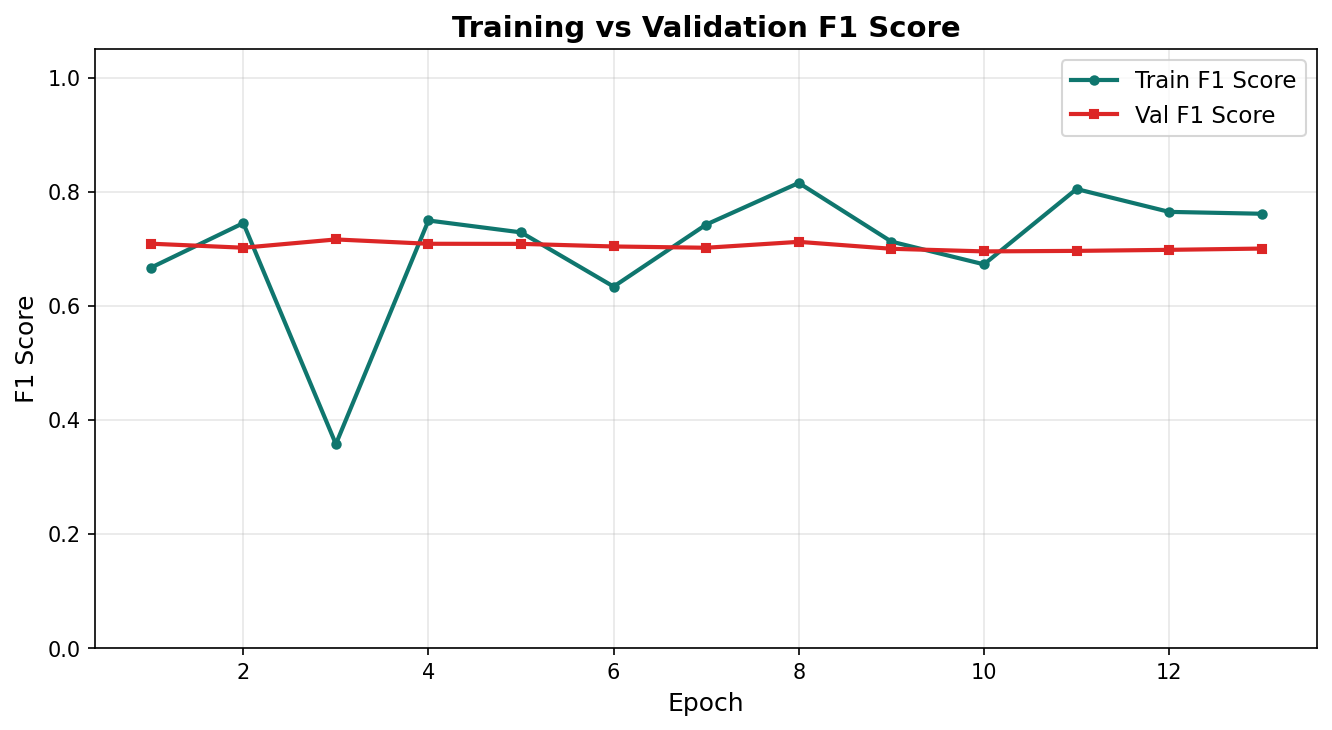 Training vs Validation F1 Score
Train F1 Score
Val F1 Score
F1 Score
1.0
0.8
0.6
0.4
0.2
0.0
2 4 6 8 10 12
Epoch